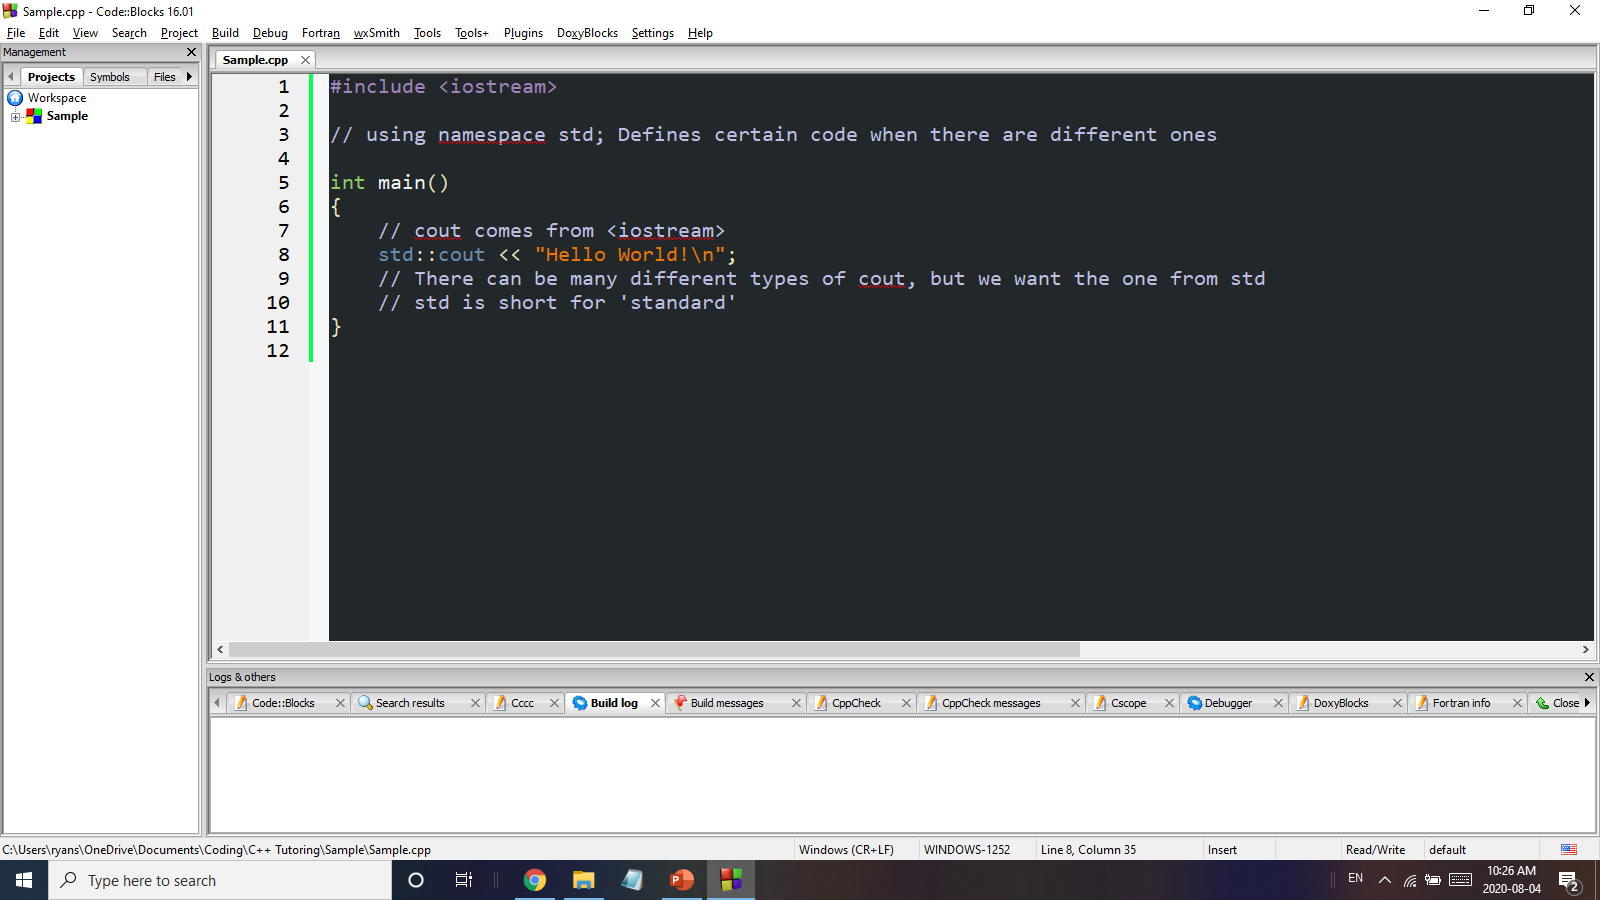 Sample.cpp - Code::Blocks 16.01
File Edit View Search Project Build Debug Fortran wxSmith Tools Tools+ Plugins DoxyBlocks Settings Help
Management
Projects Symbols Files
Workspace
Sample
Sample.cpp
1 #include <iostream>
2
3 // using namespace std; Defines certain code when there are different ones
4
5 int main()
6 {
7 // cout comes from <iostream>
8 std::cout << "Hello World!\n";
9 // There can be many different types of cout, but we want the one from std
10 // std is short for 'standard'
11 }
12
Logs & others
Code::Blocks Search results Cccc Build log Build messages CppCheck CppCheck messages Cscope Debugger DoxyBlocks Fortran info Close
C:\Users\ryans\OneDrive\Documents\Coding\C++ Tutoring\Sample\Sample.cpp Windows (CR+LF) WINDOWS-1252 Line 8, Column 35 Insert Read/Write default
Type here to search
EN
10:26 AM
2020-08-04
2